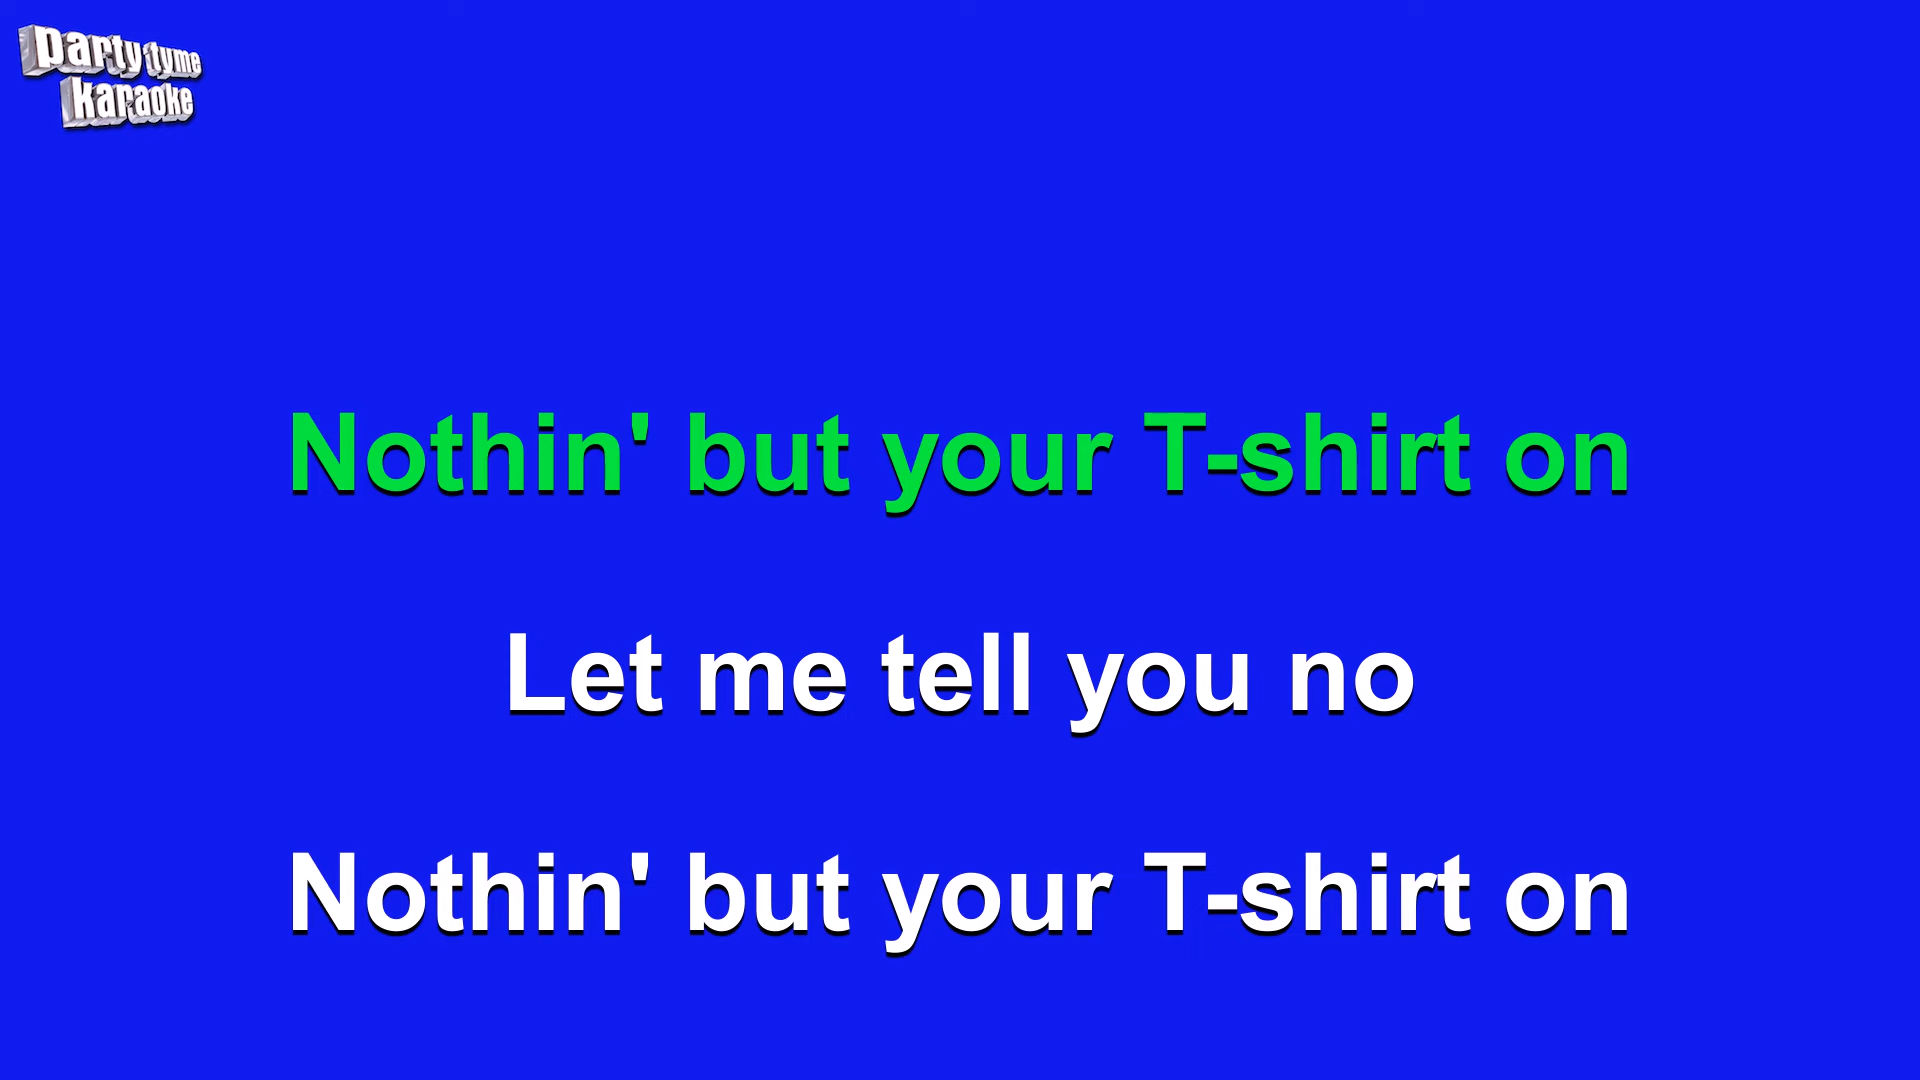 party tyme
karaoke
Nothin' but your T-shirt on
Let me tell you no
Nothin' but your T-shirt on